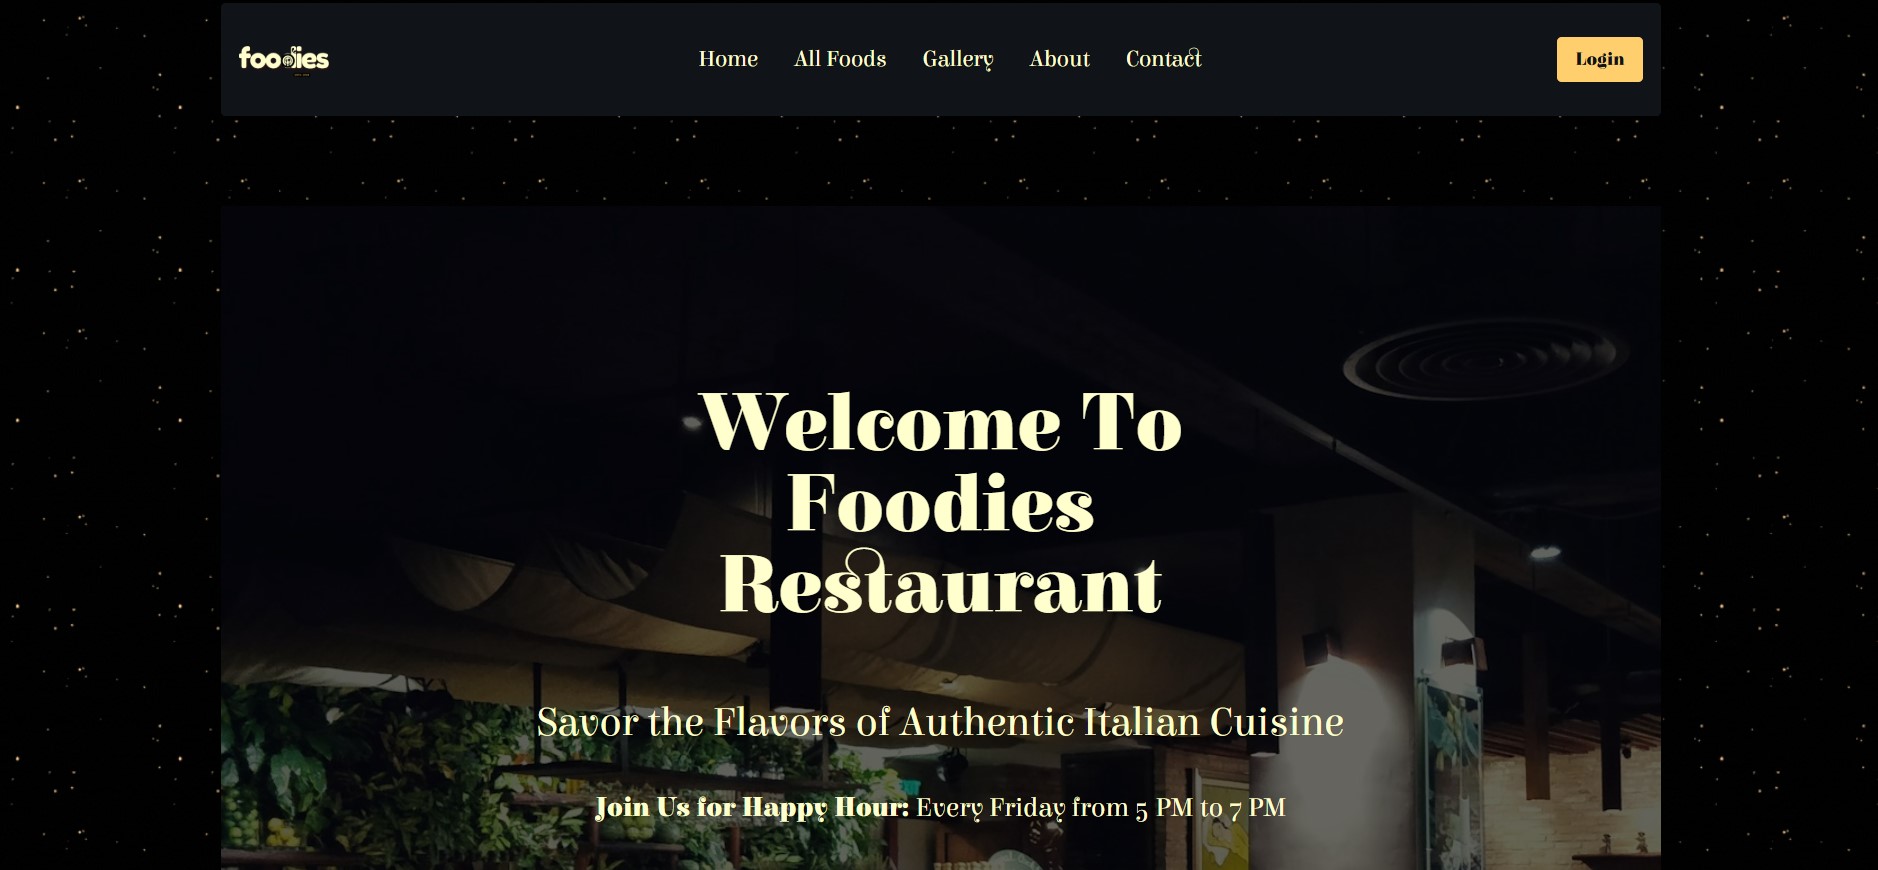 foodies
Home All Foods Gallery About Contact
Login
Welcome To
Foodies
Restaurant
Savor the Flavors of Authentic Italian Cuisine
Join Us for Happy Hour: Every Friday from 5 PM to 7 PM